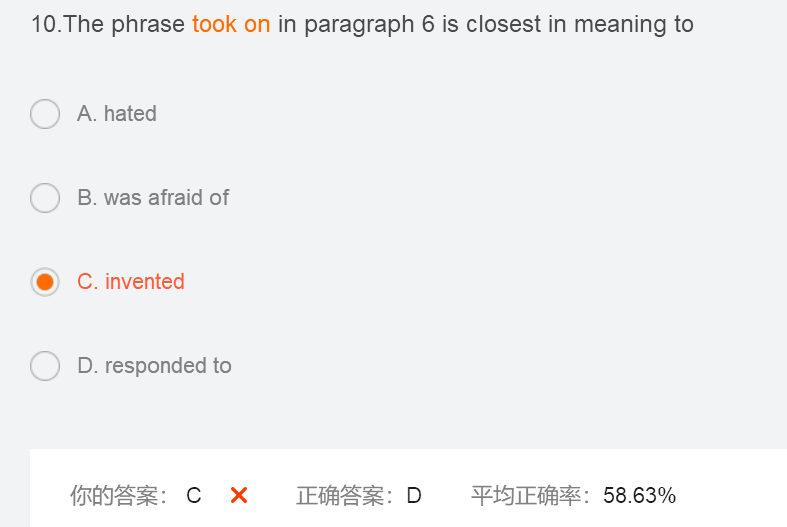 10.The phrase took on in paragraph 6 is closest in meaning to
A. hated
B. was afraid of
C. invented
D. responded to
你的答案： C 正确答案：D 平均正确率：58.63%